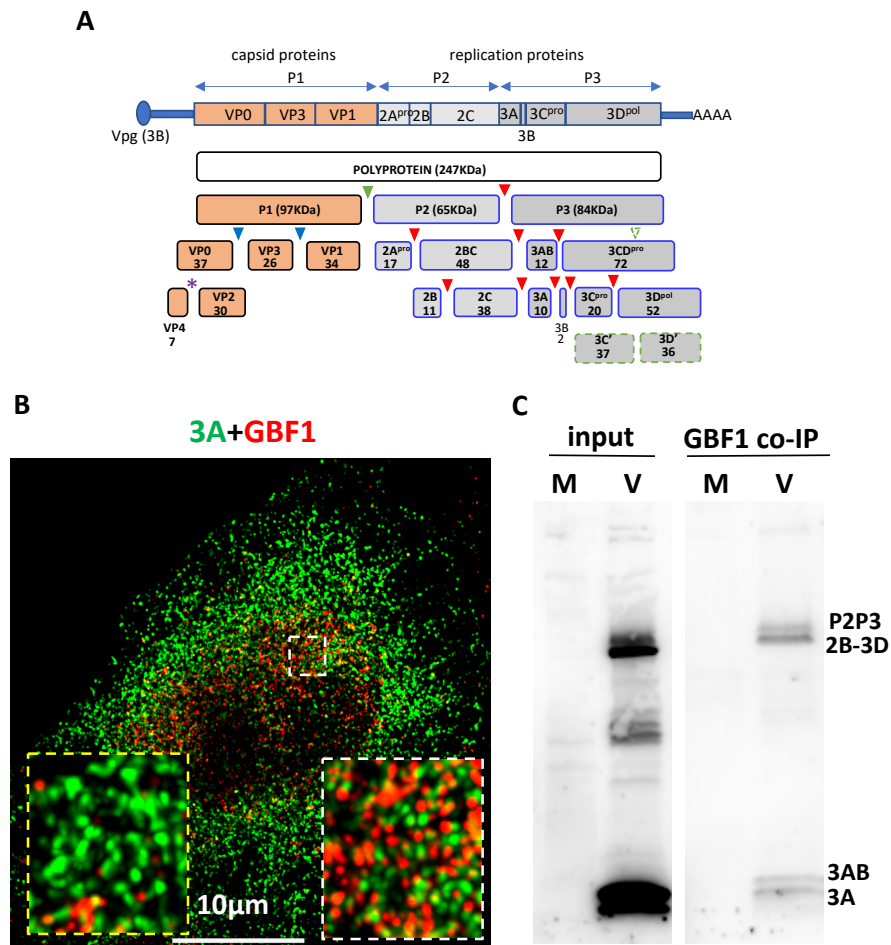 A
capsid proteins replication proteins
P1 P2 P3
VP0 VP3 VP1 2Aᵖʳᵒ 2B 2C 3A 3Cᵖʳᵒ 3Dᵖᵒˡ AAAA
Vpg (3B) 3B
POLYPROTEIN (247KDa)
P1 (97KDa) P2 (65KDa) P3 (84KDa)
VP0 VP3 VP1 2Aᵖʳᵒ 2BC 3AB 3CDᵖʳᵒ
37 26 34 17 48 12 72
* VP2 2B 2C 3A 3Cᵖʳᵒ 3Dᵖᵒˡ
30 11 38 10 20 52
VP4 3B
7 2
3C' 3D'
37 36
B
3A+GBF1
10µm
C
input GBF1 co-IP
M V M V
P2P3
2B-3D
3AB
3A